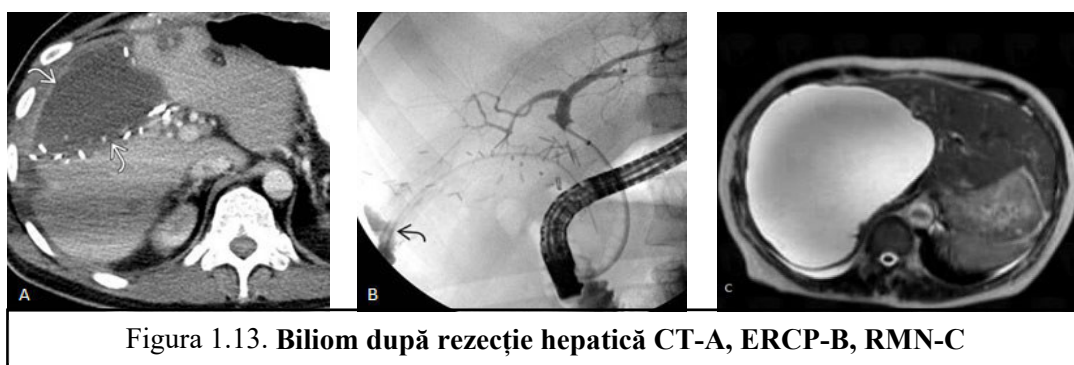 A
B
C
Figura 1.13. Biliom după rezecție hepatică CT-A, ERCP-B, RMN-C